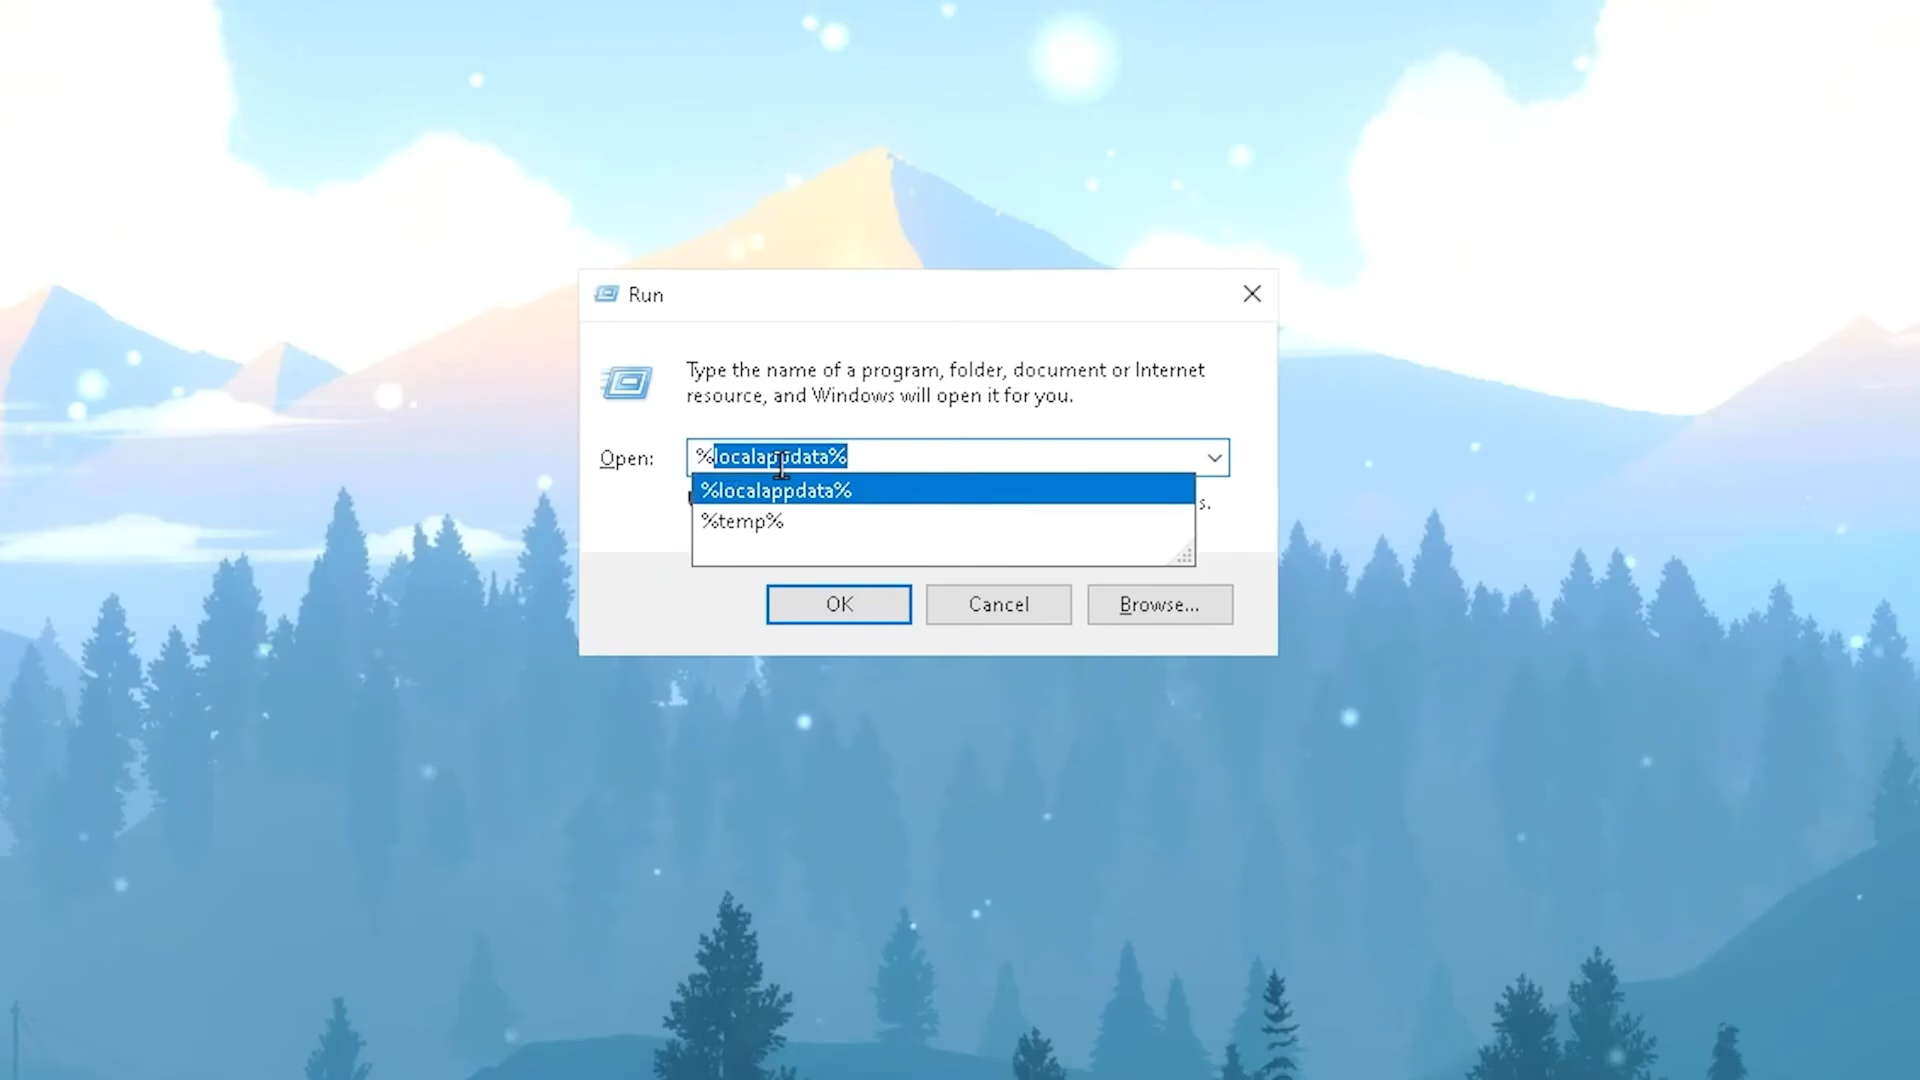 Run
Type the name of a program, folder, document or Internet
resource, and Windows will open it for you.
Open: %localappdata%
%localappdata%
s.
%temp%
OK Cancel Browse...